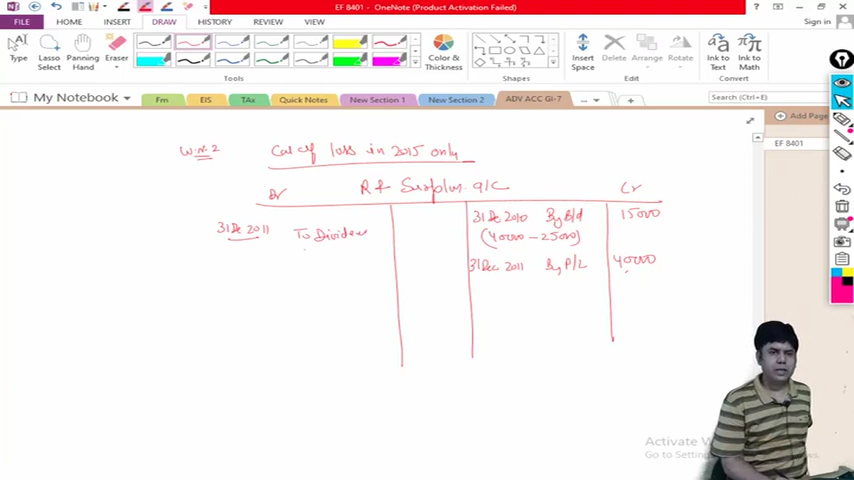 EF 8401 - OneNote (Product Activation Failed)
FILE HOME INSERT DRAW HISTORY REVIEW VIEW
Sign in
Type
Lasso Select
Panning Hand
Eraser
Color & Thickness
Insert Space
Delete
Arrange
Rotate
Ink to Text
Ink to Math
Tools
Shapes
Edit
Convert
My Notebook
Fm
EIS
TAx
Quick Notes
New Section 1
New Section 2
ADV ACC GI-7
Search (Ctrl+E)
Add Page
EF 8401
W.N.2 Cal of loss in 2015 only
Dr R & Surplus a/c Cr
31 Dec 2010 By B/d 15000
(40000 - 25000)
31 De 2011 To Dividen
31 Dec 2011 By P/L 40000
Activate W
Go to Setting